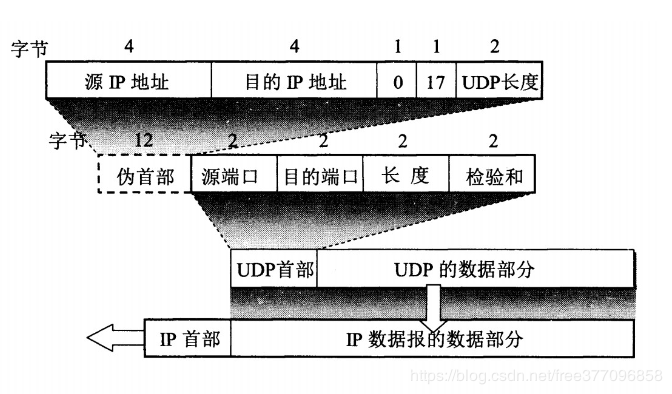 字节 4 4 1 1 2
源 IP 地址 目的 IP 地址 0 17 UDP长度
字节 12 2 2 2 2
伪首部 源端口 目的端口 长 度 检验和
UDP首部 UDP 的数据部分
IP 首部 IP 数据报的数据部分
https://blog.csdn.net/free377096858